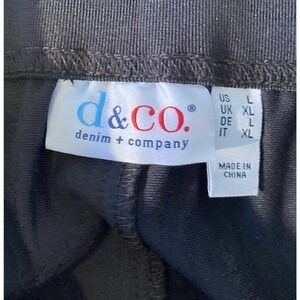 d&co.®
denim + company
US L
UK XL
DE L
IT XL
MADE IN
CHINA